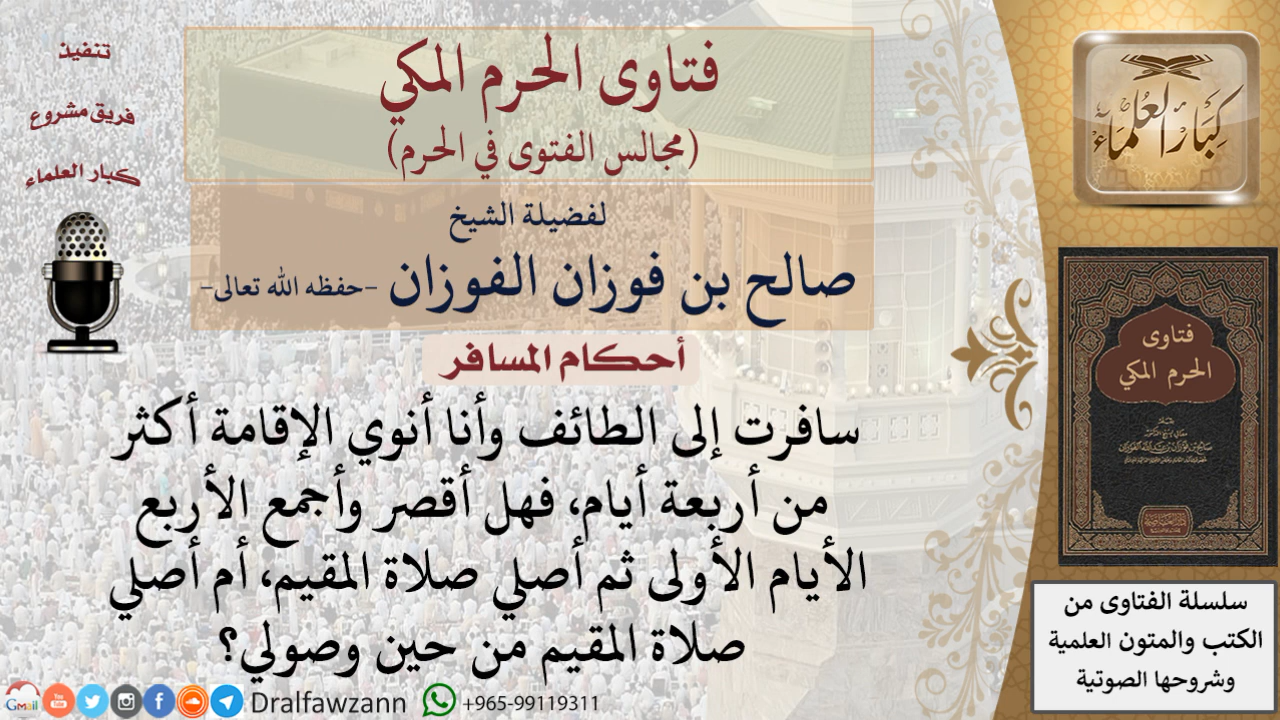 تنفيذ
فريق مشروع
كبار العلماء
فتاوى الحرم المكي
(مجالس الفتوى في الحرم)
لفضيلة الشيخ
صالح بن فوزان الفوزان -حفظه الله تعالى-
أحكام المسافر
سافرت إلى الطائف وأنا أنوي الإقامة أكثر
من أربعة أيام، فهل أقصر وأجمع الأربع
الأيام الأولى ثم أصلي صلاة المقيم، أم أصلي
صلاة المقيم من حين وصولي؟
كبار العلماء
فتاوى
الحرم المكي
سلسلة الفتاوى من
الكتب والمتون العلمية
وشروحها الصوتية
Gmail
You Tube
Dralfawzann
+965-99119311